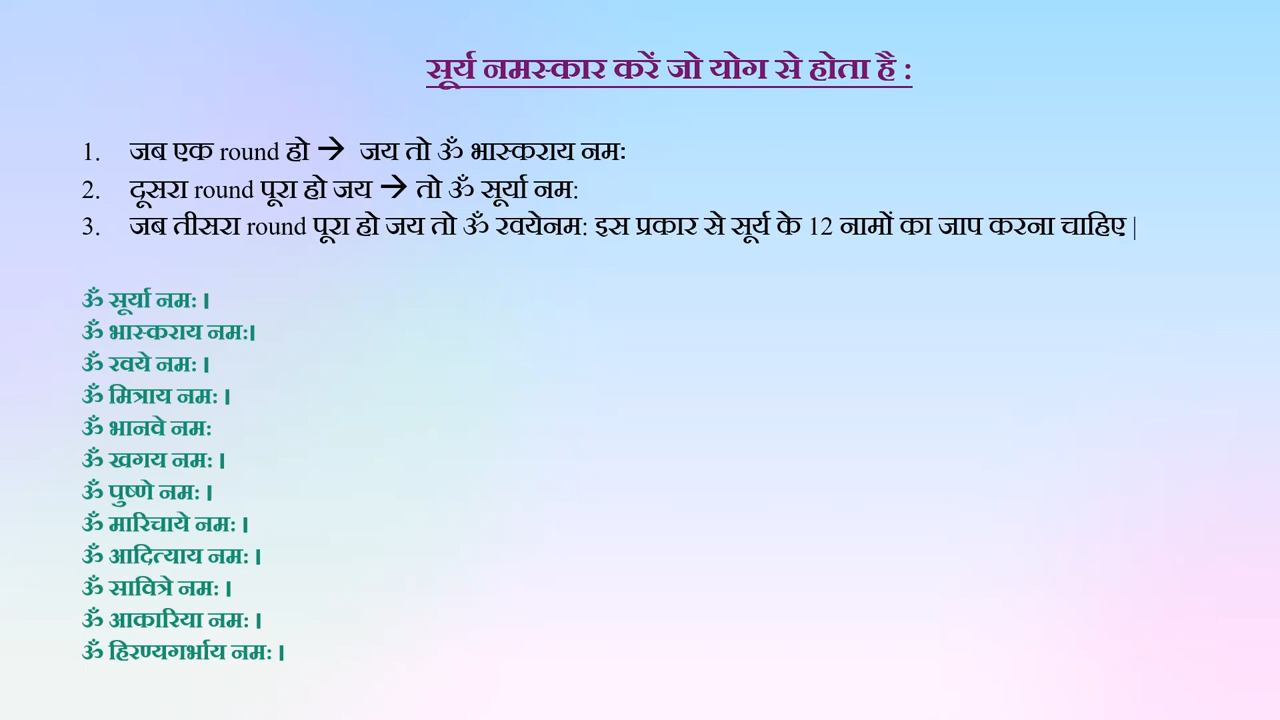 सूर्य नमस्कार करें जो योग से होता है :
1. जब एक round हो → जय तो ॐ भास्कराय नमः
2. दूसरा round पूरा हो जय → तो ॐ सूर्या नम:
3. जब तीसरा round पूरा हो जय तो ॐ रवयेनम: इस प्रकार से सूर्य के 12 नामों का जाप करना चाहिए |
ॐ सूर्या नम: ।
ॐ भास्कराय नम:।
ॐ रवये नम: ।
ॐ मित्राय नम: ।
ॐ भानवे नम:
ॐ खगय नम: ।
ॐ पुष्णे नम: ।
ॐ मारिचाये नम: ।
ॐ आदित्याय नम: ।
ॐ सावित्रे नम: ।
ॐ आकारिया नम: ।
ॐ हिरण्यगर्भाय नम: ।